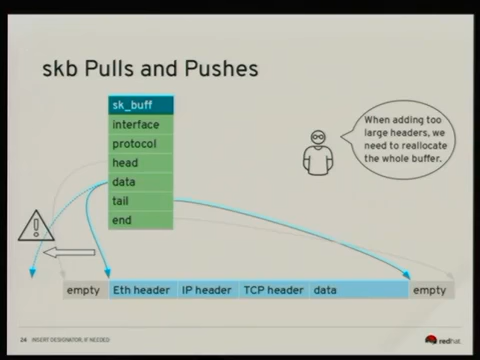 skb Pulls and Pushes
sk_buff
interface
protocol
head
data
tail
end
When adding too
large headers, we
need to reallocate
the whole buffer.
empty
Eth header
IP header
TCP header
data
empty
24
INSERT DESIGNATOR, IF NEEDED
redhat